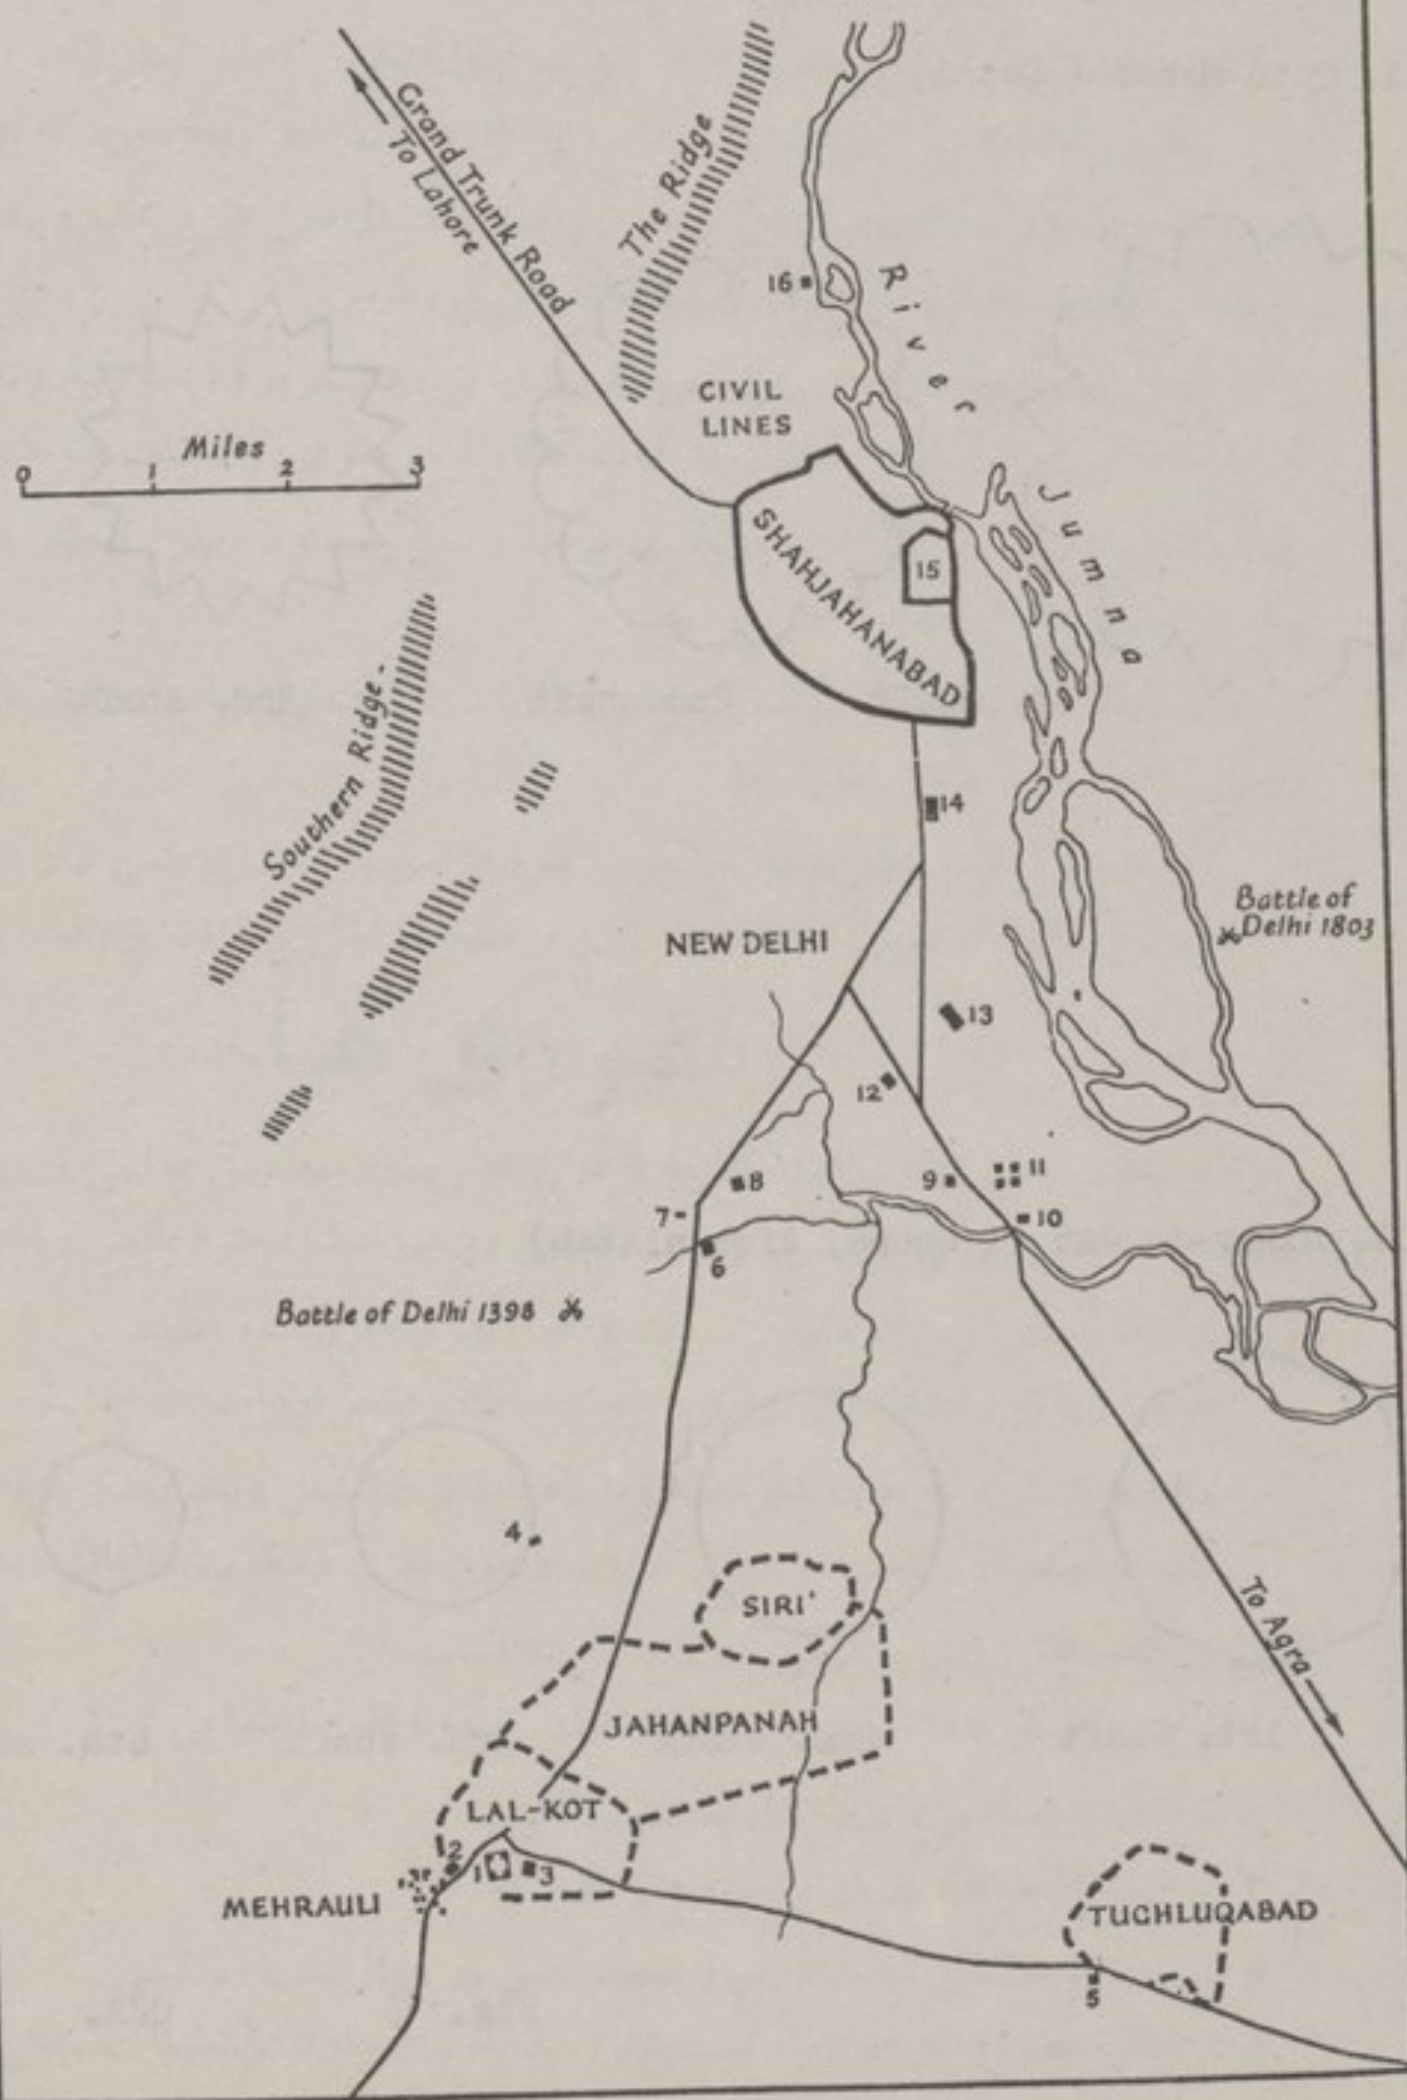 Grand Trunk Road
To Lahore
The Ridge
16
River Jumna
CIVIL
LINES
Miles
0 1 2 3
SHAHJAHANABAD
15
Southern Ridge
14
Battle of
Delhi 1803
NEW DELHI
13
12
11
8
9
7
10
6
Battle of Delhi 1398
4
SIRI
To Agra
JAHANPANAH
LAL-KOT
2
1
3
MEHRAULI
TUGHLUQABAD
5